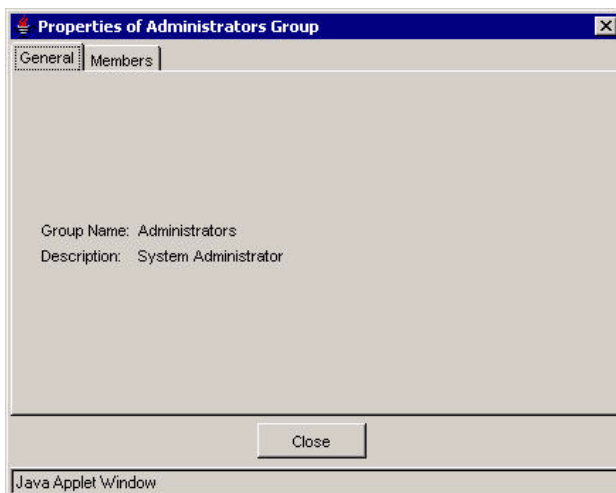 Properties of Administrators Group
General Members
Group Name: Administrators
Description: System Administrator
Close
Java Applet Window